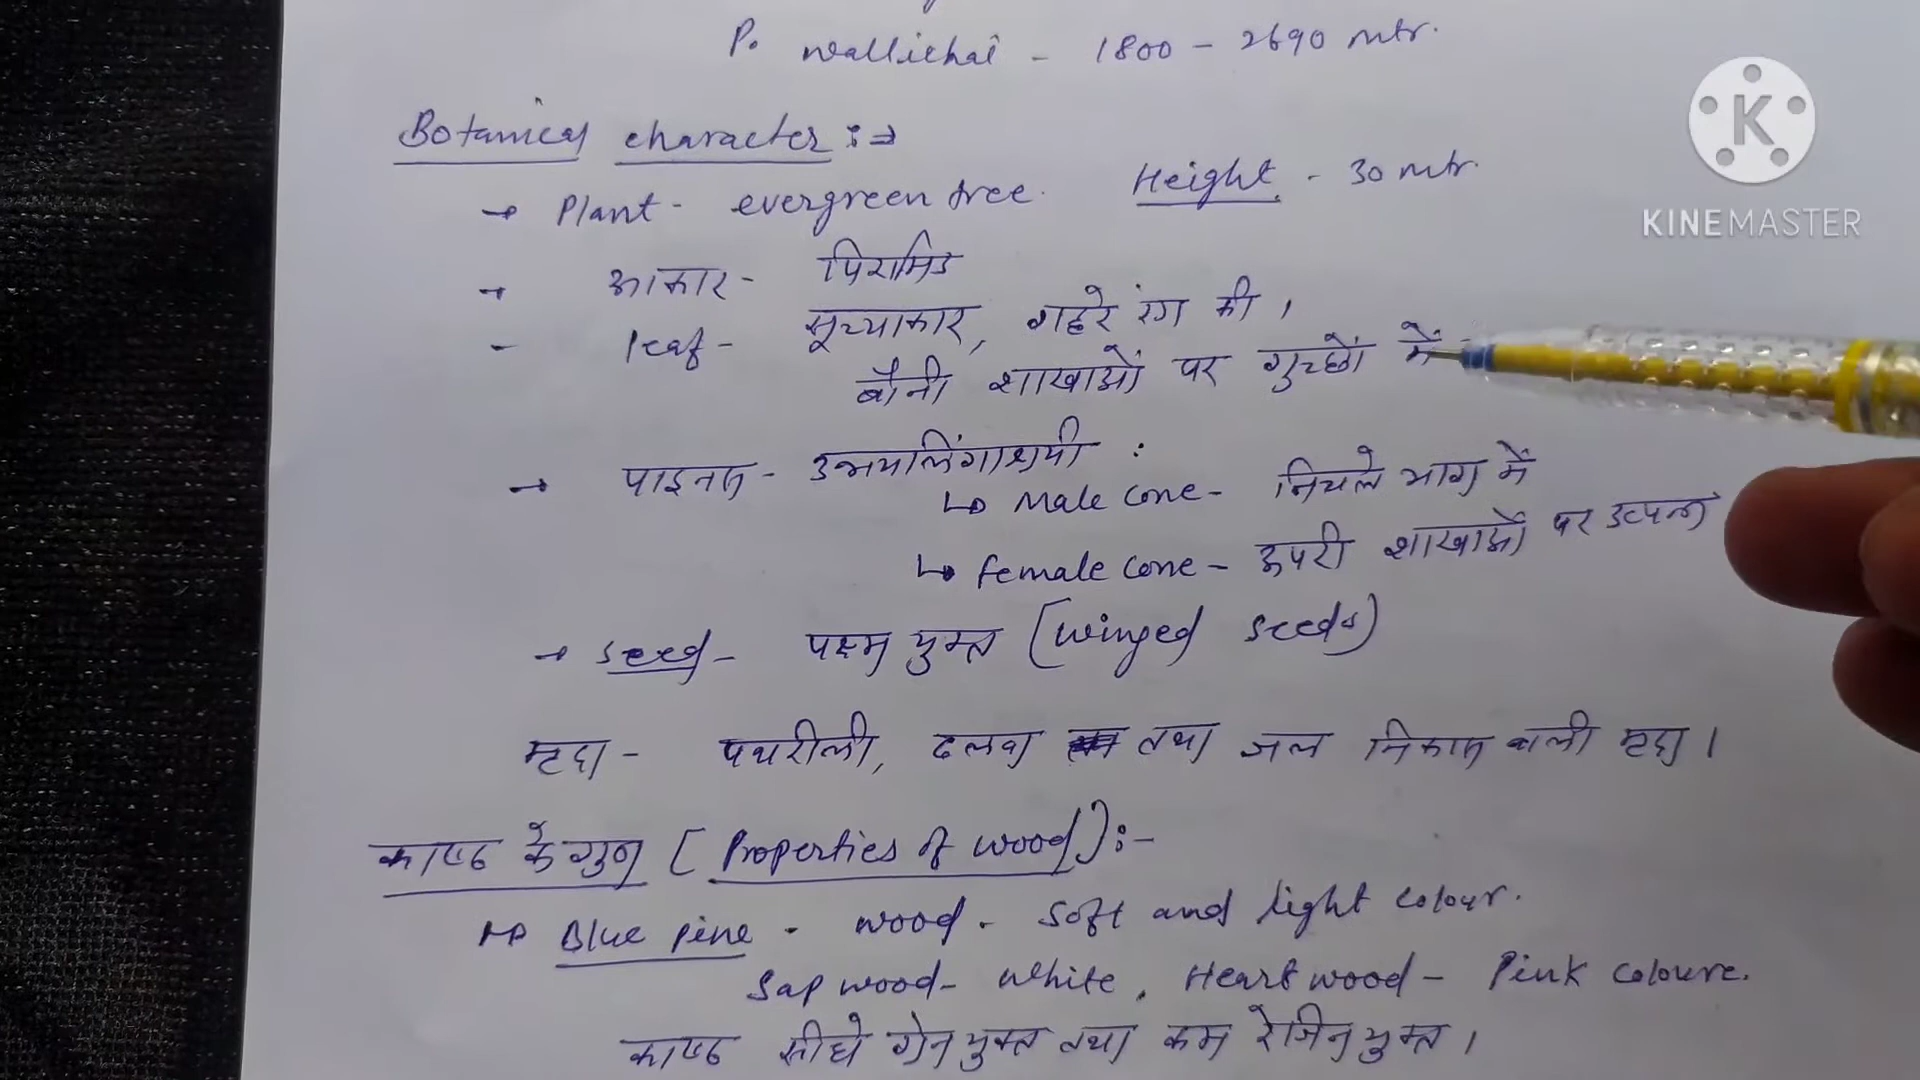 P. wallichai - 1800 - 2690 mtr.
Botanical character :⇒
→ Plant - evergreen tree. Height - 30 mtr.
→ आकार - पिरामिड
- leaf - सूच्याकार, गहरे रंग की ।
बौनी शाखाओं पर गुच्छों में
→ पाइनस - उभयलिंगाश्रयी :
↳ Male cone - निचले भाग में
↳ female cone - ऊपरी शाखाओं पर उत्पन्न
→ seed - पक्ष्म युक्त (winged seeds)
मृदा - पथरीली, ढलवा तथा जल निकास वाली मृदा ।
काष्ठ के गुण (Properties of wood) :-
↦ Blue pine - wood - soft and light colour.
Sap wood - white, Heart wood - Pink coloure.
काष्ठ सीधे ग्रेन युक्त तथा कम रेजिन युक्त ।
K
KINEMASTER